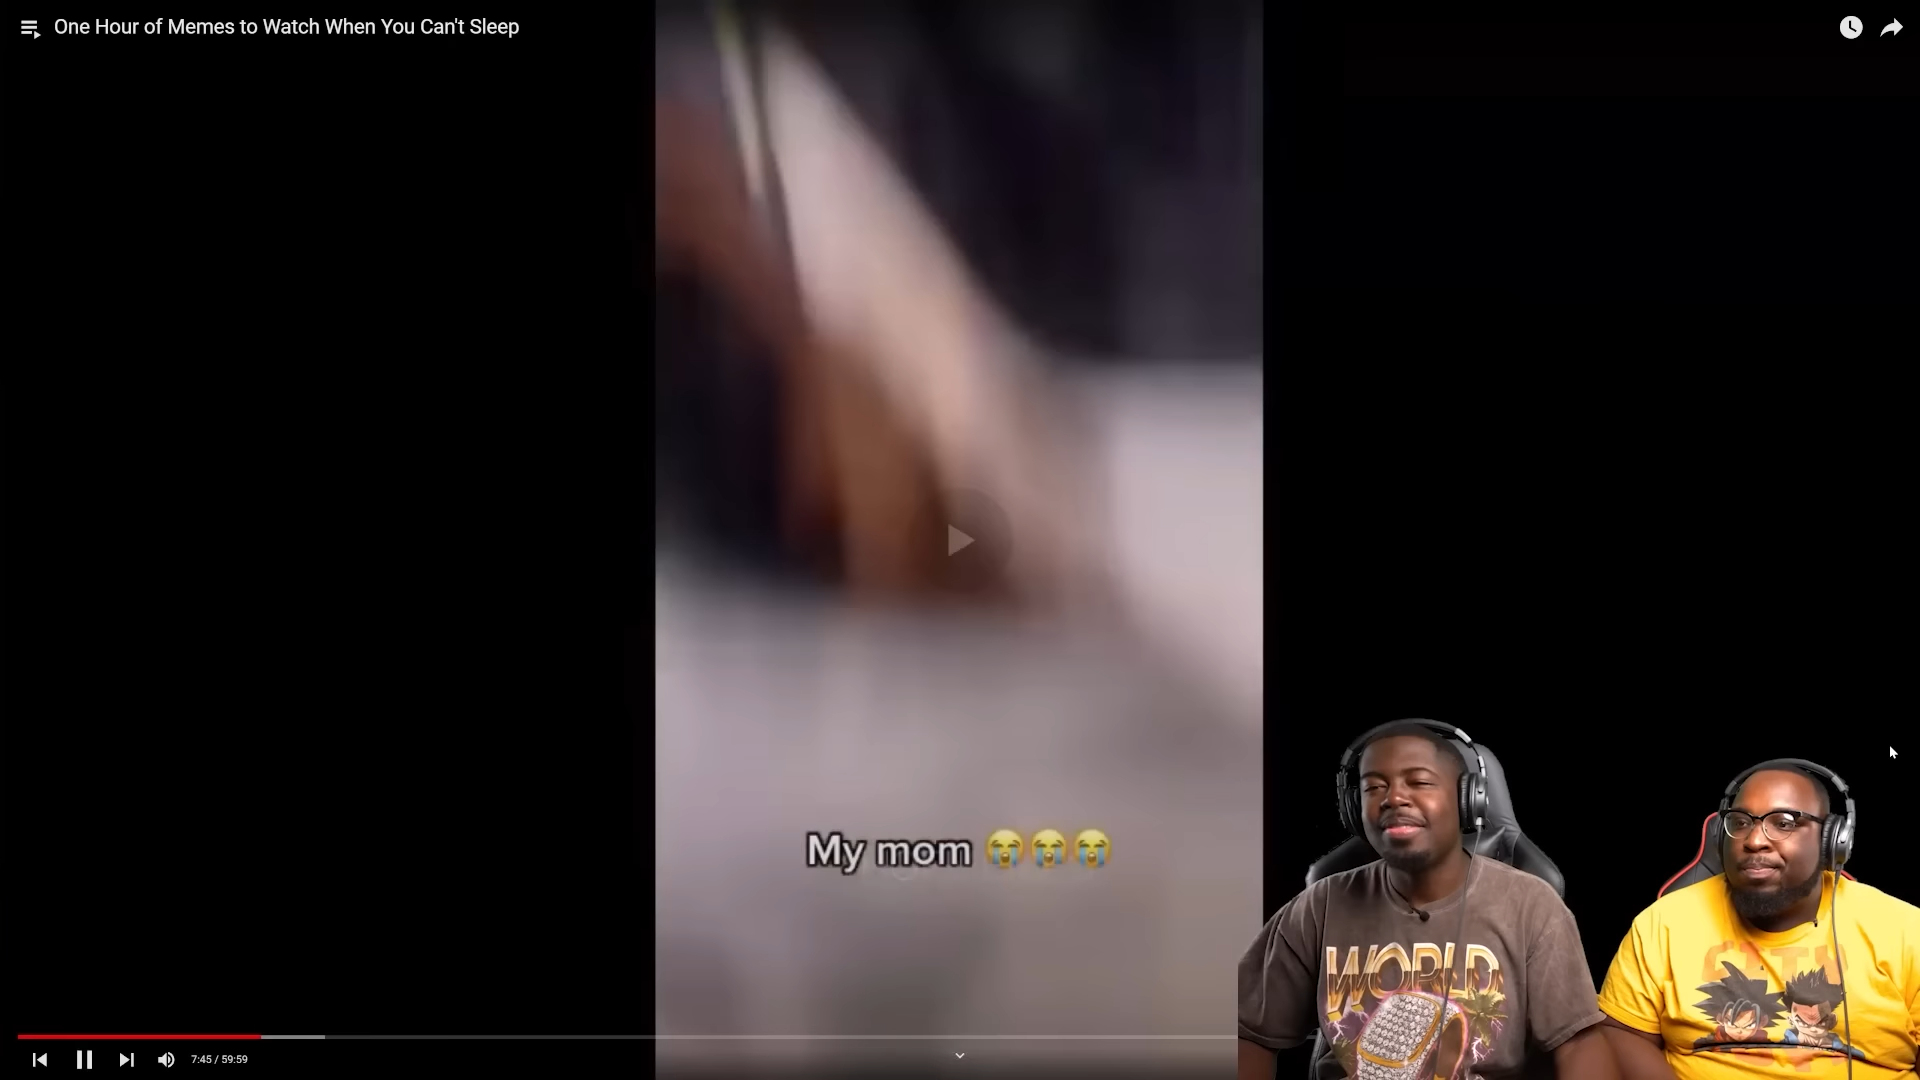 One Hour of Memes to Watch When You Can't Sleep
My mom 😭😭😭
WORLD
7:45 / 59:59